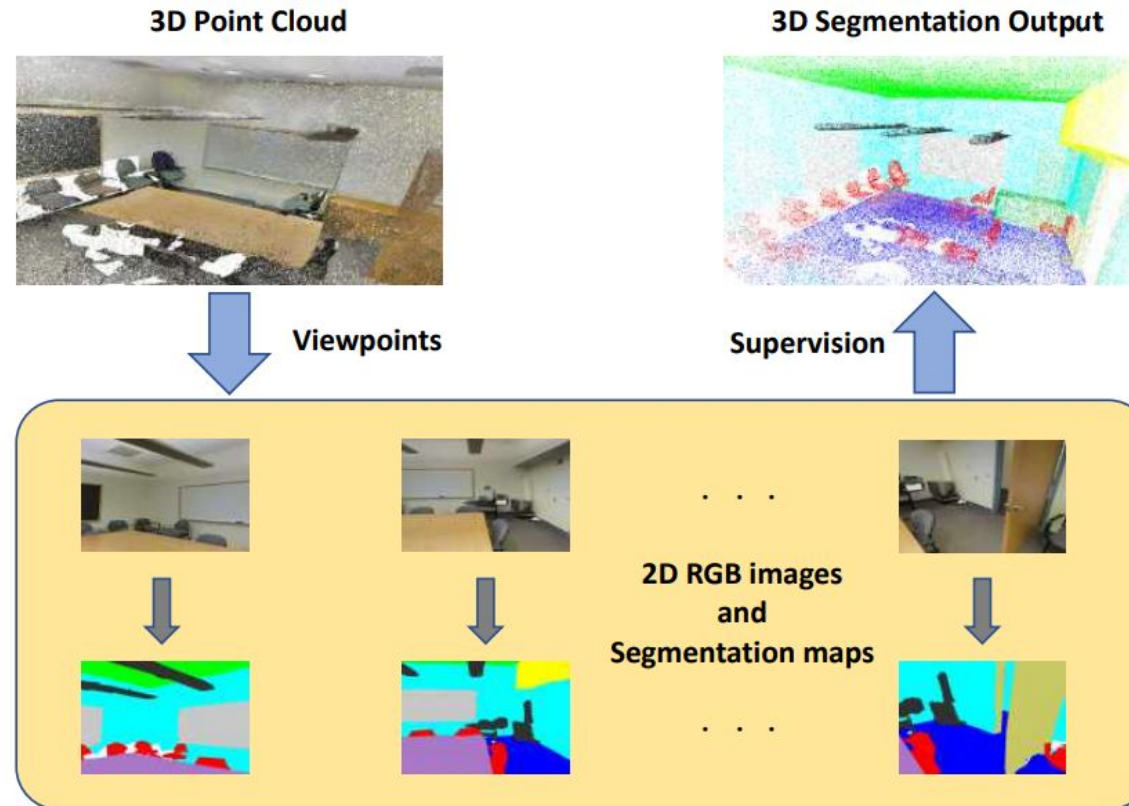 3D Point Cloud
3D Segmentation Output
Viewpoints
Supervision
. . .
2D RGB images
and
Segmentation maps
. . .